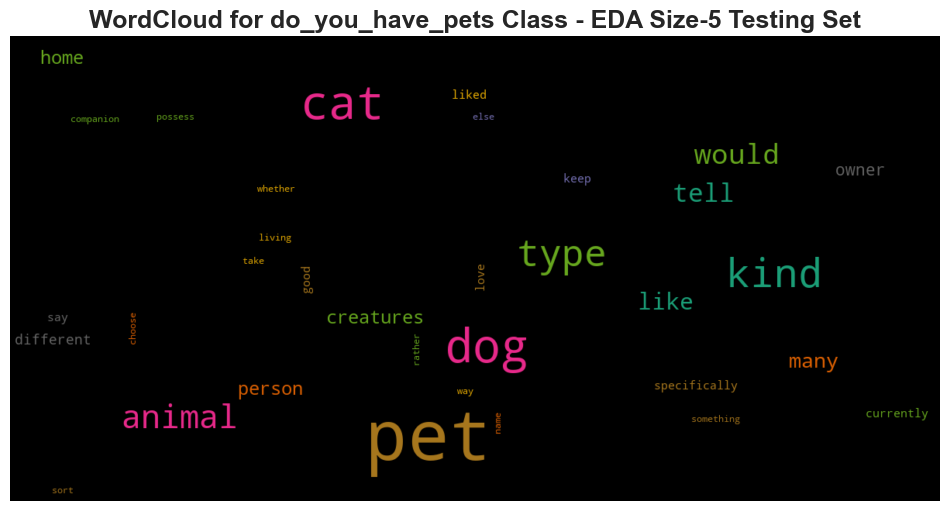 WordCloud for do_you_have_pets Class - EDA Size-5 Testing Set
home
cat
liked
companion
possess
else
would
owner
keep
tell
whether
living
type
take
good
love
kind
like
creatures
say
choose
different
rather
dog
many
person
specifically
way
animal
pet
name
something
currently
sort